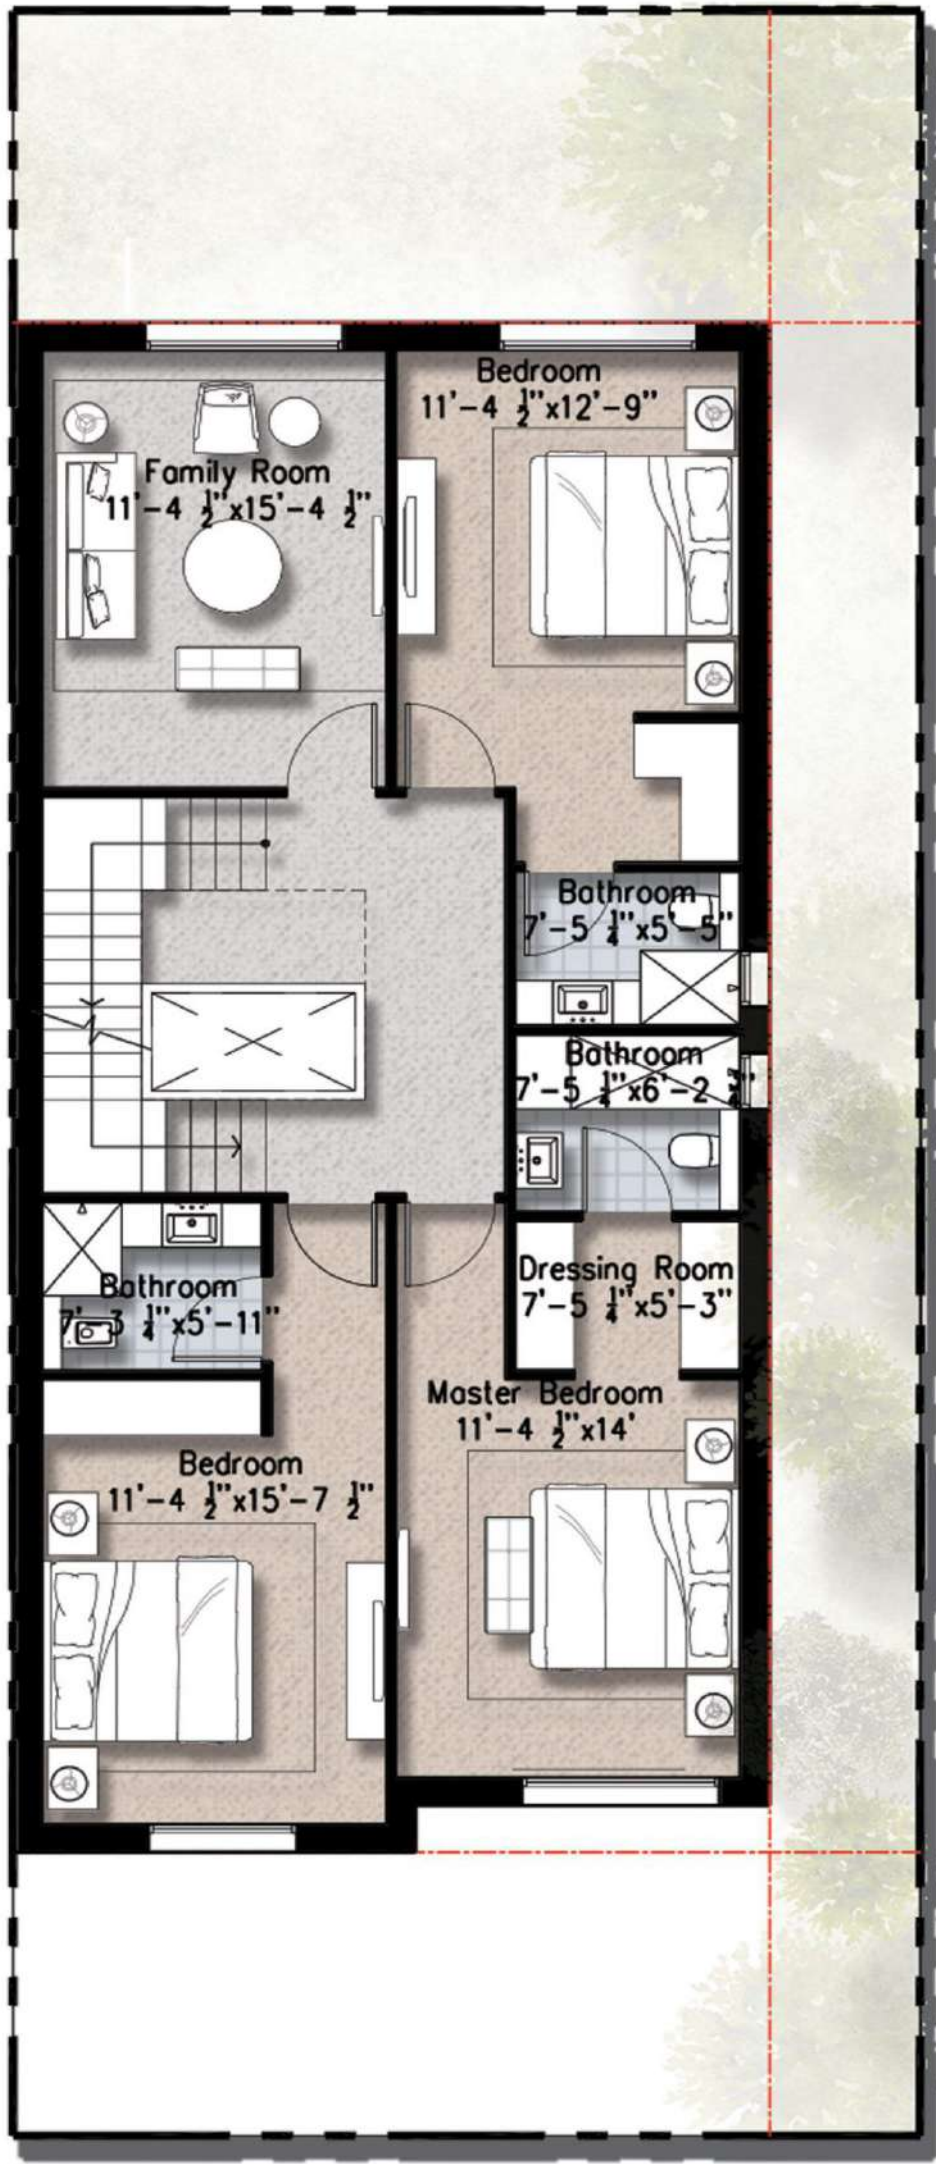 Bedroom
11'-4 ½"x12'-9"
Family Room
11'-4 ½"x15'-4 ½"
Bathroom
7'-5 ¼"x5'-5"
Bathroom
7'-5 ¼"x6'-2 ½"
Dressing Room
7'-5 ¼"x5'-3"
Bathroom
7'-3 ¼"x5'-11"
Master Bedroom
11'-4 ½"x14'
Bedroom
11'-4 ½"x15'-7 ½"